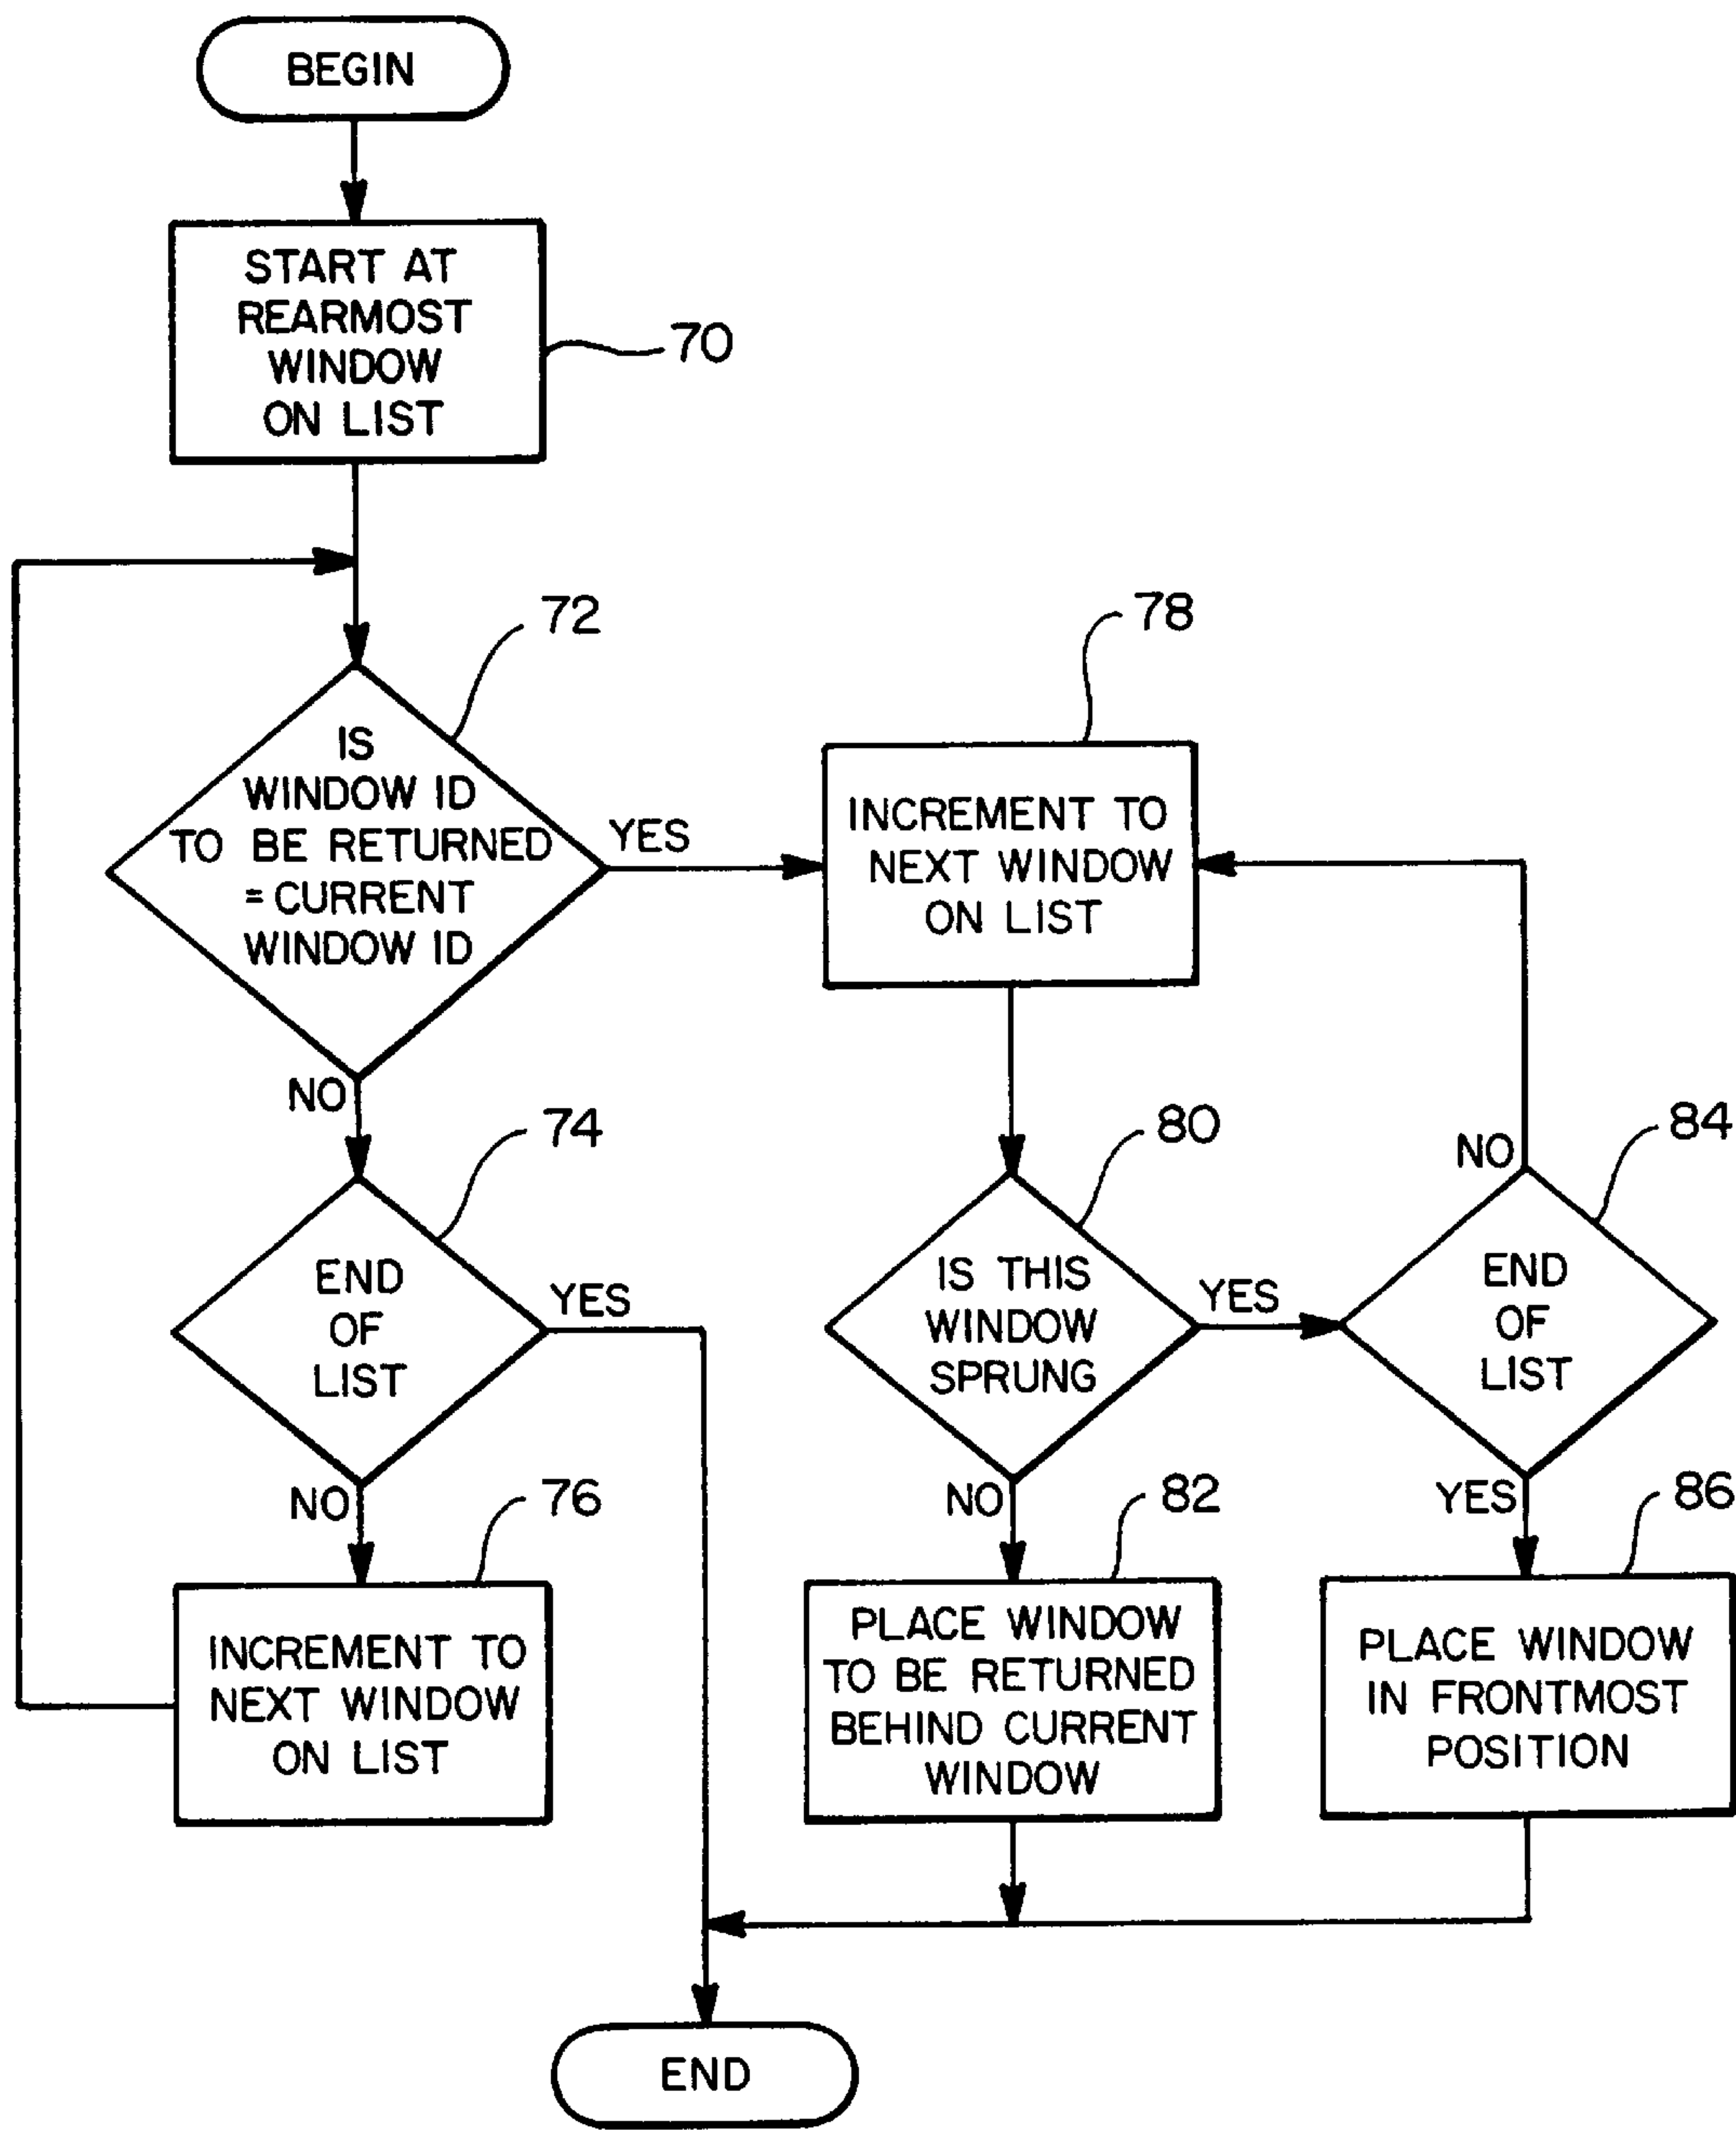 BEGIN
START AT
REARMOST
WINDOW
ON LIST
70
72
IS
WINDOW ID
TO BE RETURNED
= CURRENT
WINDOW ID
YES
NO
74
END
OF
LIST
YES
NO
76
INCREMENT TO
NEXT WINDOW
ON LIST
78
INCREMENT TO
NEXT WINDOW
ON LIST
80
IS THIS
WINDOW
SPRUNG
YES
NO
82
PLACE WINDOW
TO BE RETURNED
BEHIND CURRENT
WINDOW
84
NO
END
OF
LIST
YES
86
PLACE WINDOW
IN FRONTMOST
POSITION
END